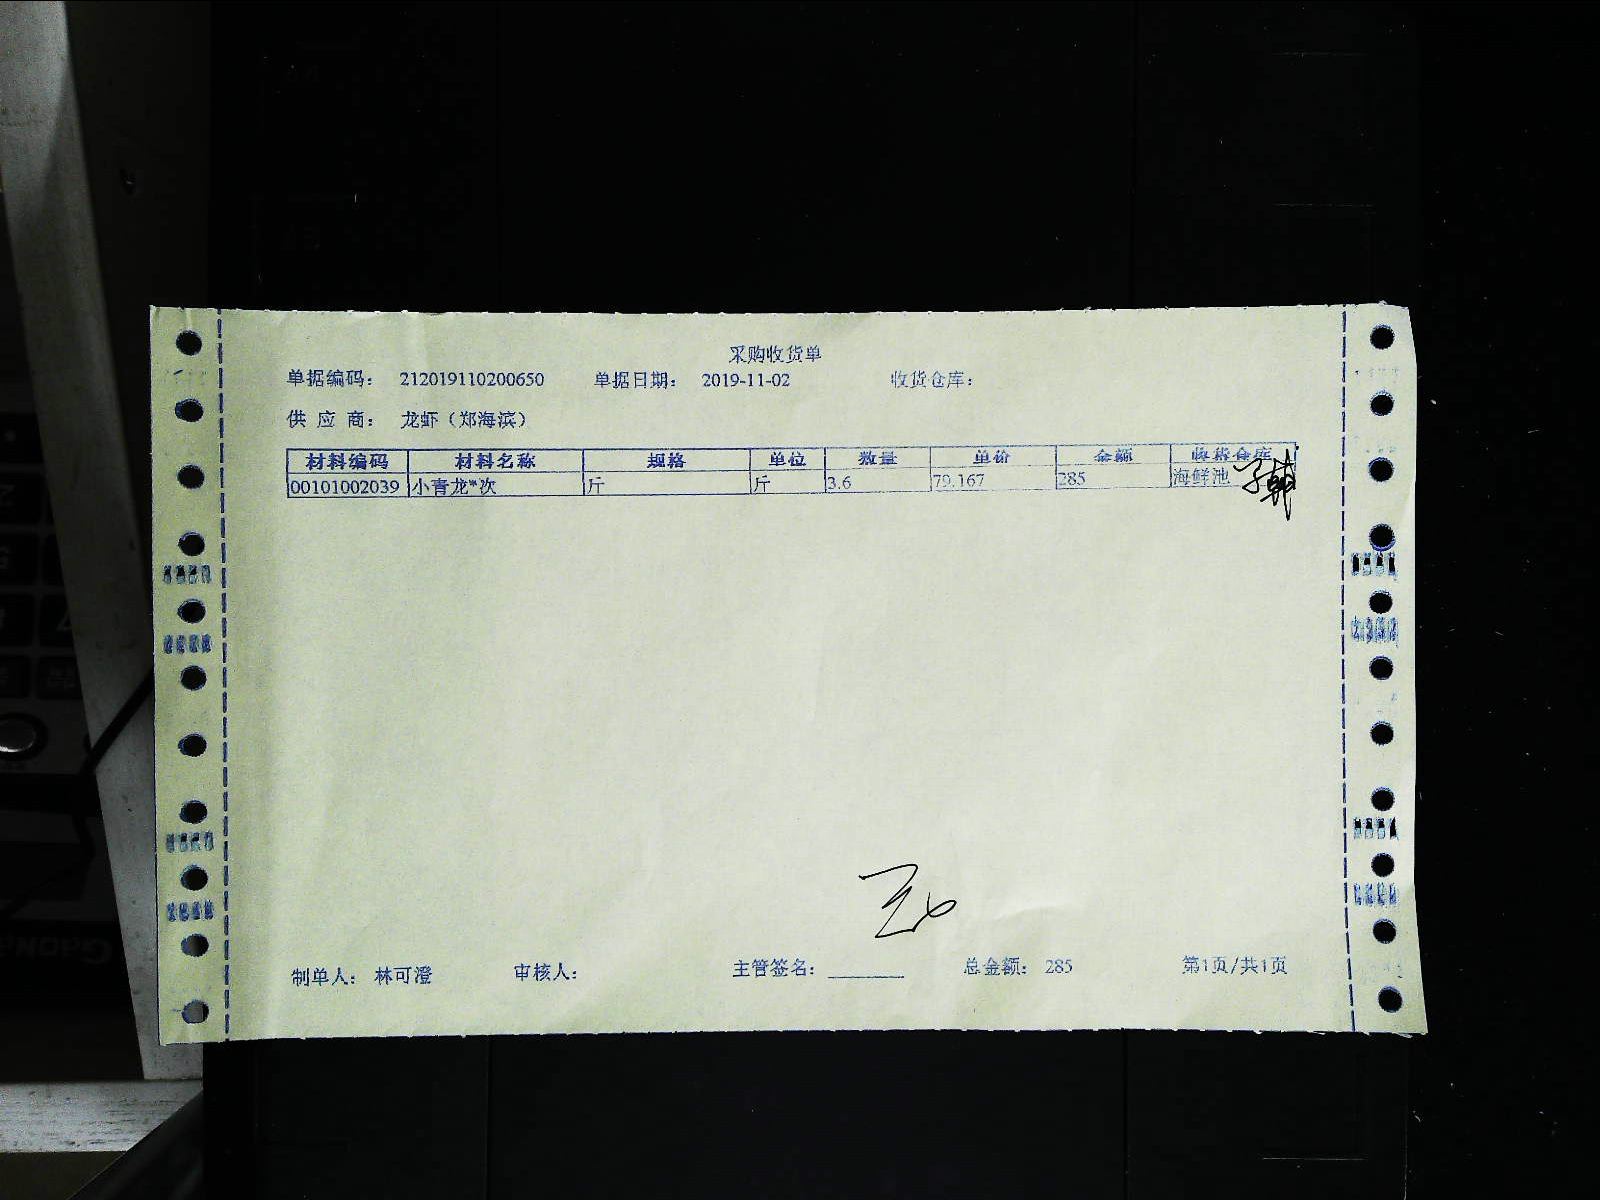 采购收货单
单据编码： 212019110200650 单据日期： 2019-11-02 收货仓库：
供 应 商： 龙虾（郑海滨）
材料编码 材料名称 规格 单位 数量 单价 金额 收货仓库
00101002039 小青龙*次 斤 斤 3.6 79.167 285 海鲜池
制单人： 林可澄 审核人： 主管签名： 总金额： 285 第1页/共1页